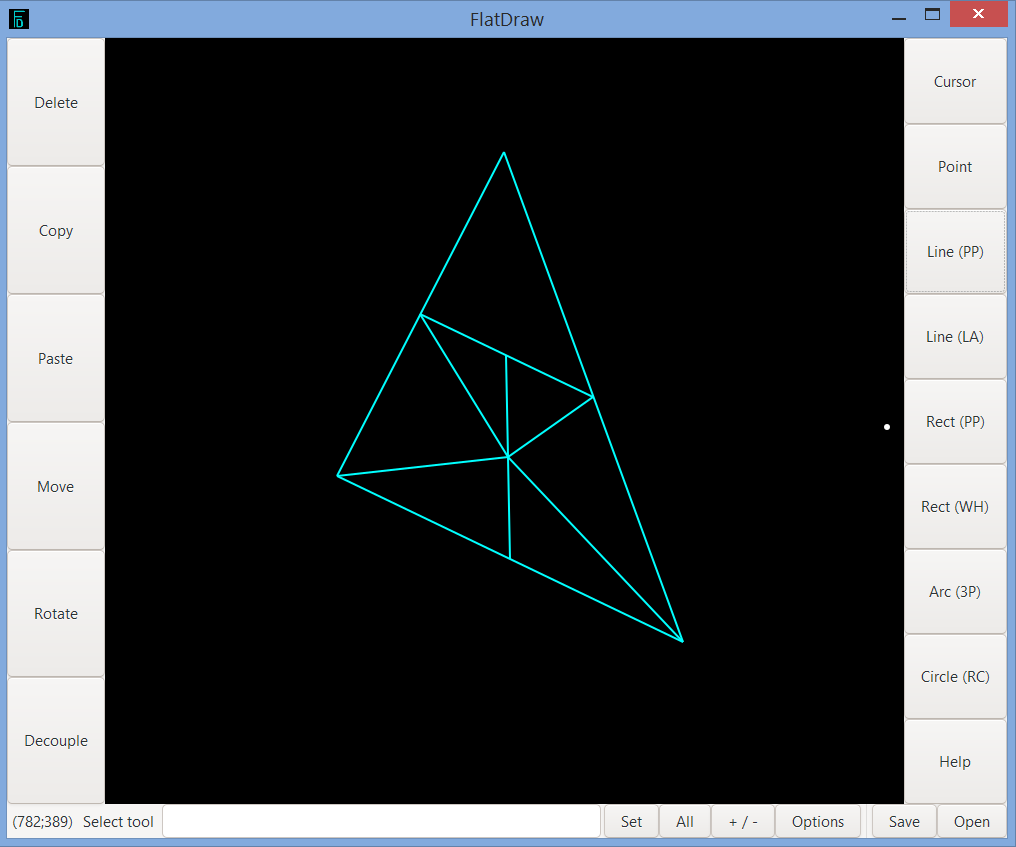 FlatDraw
Delete
Copy
Paste
Move
Rotate
Decouple
Cursor
Point
Line (PP)
Line (LA)
Rect (PP)
Rect (WH)
Arc (3P)
Circle (RC)
Help
(782;389) Select tool Set All + / - Options Save Open